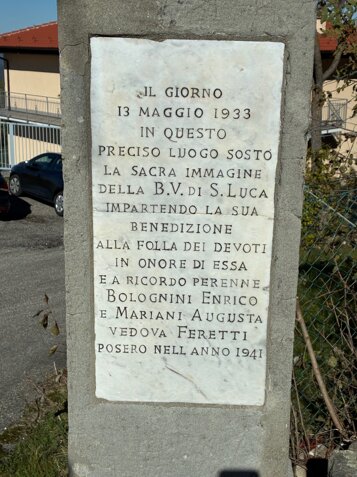 IL GIORNO
13 MAGGIO 1933
IN QUESTO
PRECISO LUOGO SOSTÒ
LA SACRA IMMAGINE
DELLA B.V. DI S. LUCA
IMPARTENDO LA SUA
BENEDIZIONE
ALLA FOLLA DEI DEVOTI
IN ONORE DI ESSA
E A RICORDO PERENNE
BOLOGNINI ENRICO
E MARIANI AUGUSTA
VEDOVA FERETTI
POSERO NELL'ANNO 1941